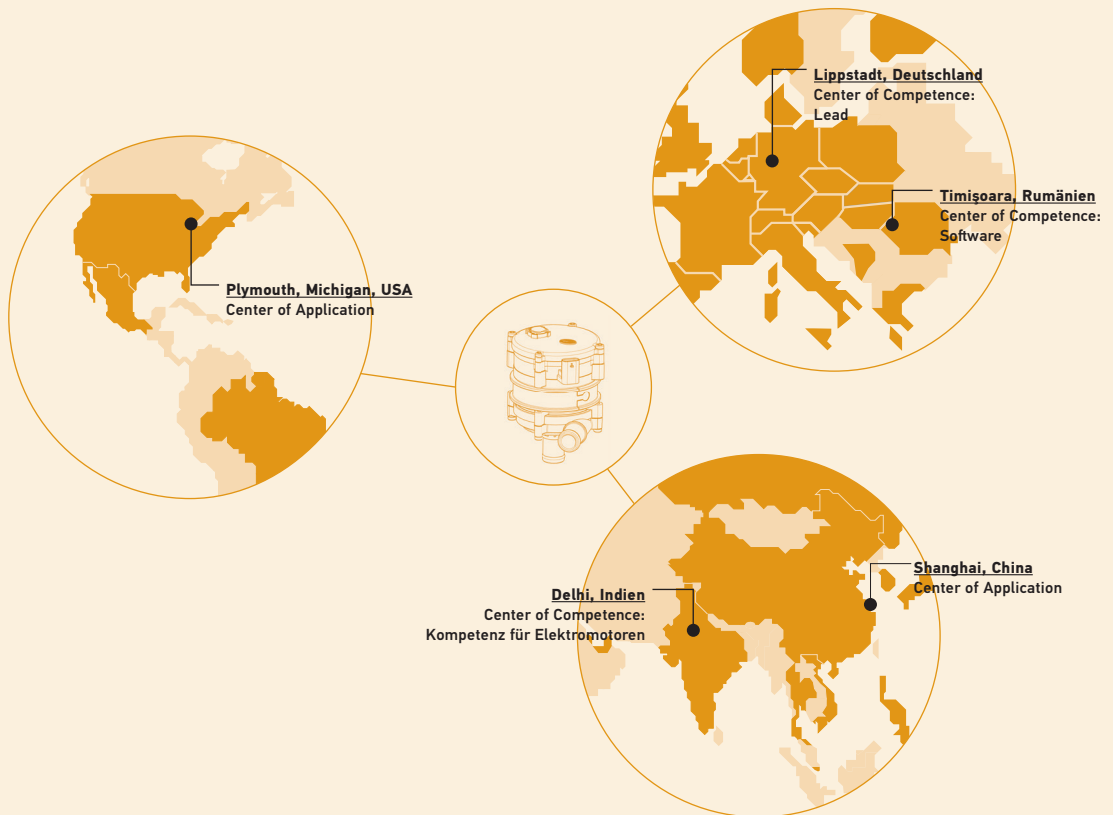 Lippstadt, Deutschland
Center of Competence:
Lead
Timişoara, Rumänien
Center of Competence:
Software
Plymouth, Michigan, USA
Center of Application
Shanghai, China
Center of Application
Delhi, Indien
Center of Competence:
Kompetenz für Elektromotoren